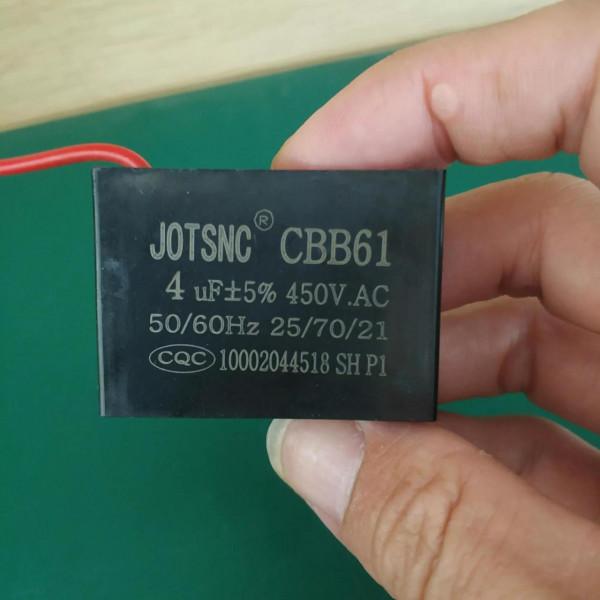 JOTSNC® CBB61
4 uF±5% 450V.AC
50/60Hz 25/70/21
CQC 10002044518 SH P1